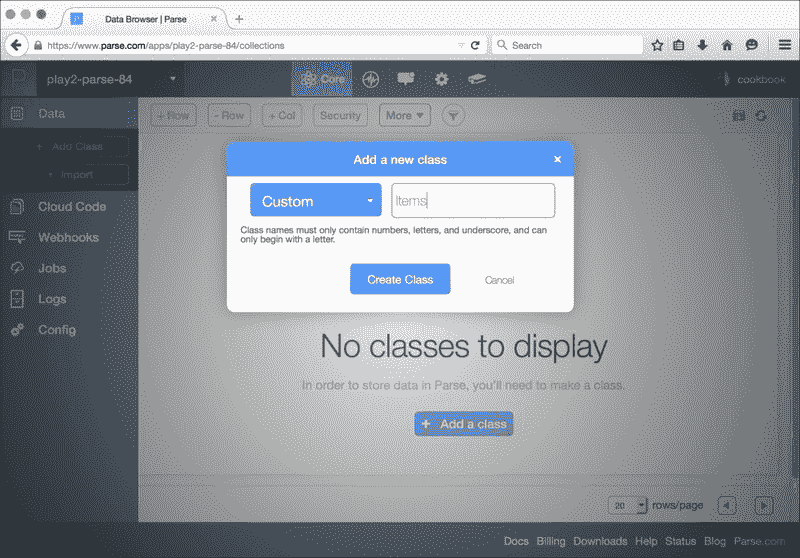 Data Browser | Parse
https://www.parse.com/apps/play2-parse-84/collections
Search
play2-parse-84
Core
cookbook
Data
+ Row
- Row
+ Col
Security
More
+ Add Class
+ Import
Cloud Code
Webhooks
Jobs
Logs
Config
Add a new class
Custom
Items
Class names must only contain numbers, letters, and underscore, and can
only begin with a letter.
Create Class
Cancel
No classes to display
In order to store data in Parse, you'll need to make a class.
+ Add a class
20 rows/page
Docs Billing Downloads Help Status Blog Parse.com